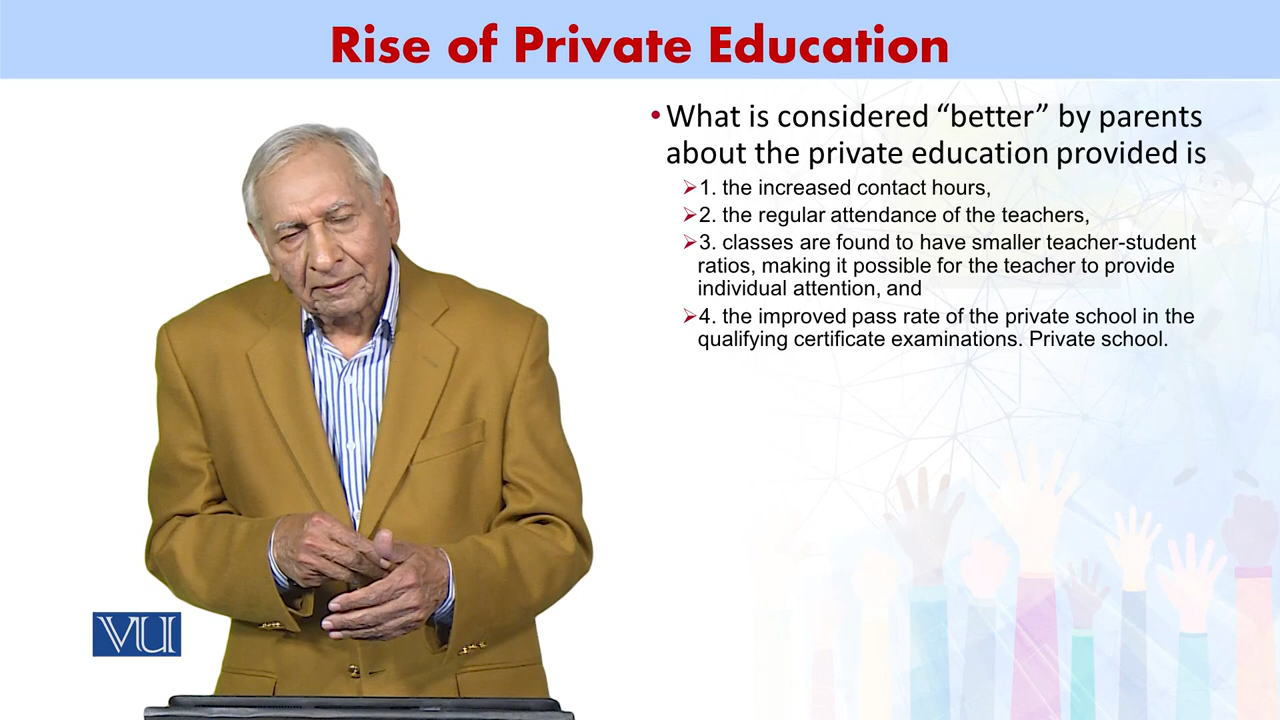 Rise of Private Education
•What is considered “better” by parents
about the private education provided is
➢1. the increased contact hours,
➢2. the regular attendance of the teachers,
➢3. classes are found to have smaller teacher-student
ratios, making it possible for the teacher to provide
individual attention, and
➢4. the improved pass rate of the private school in the
qualifying certificate examinations. Private school.
VU